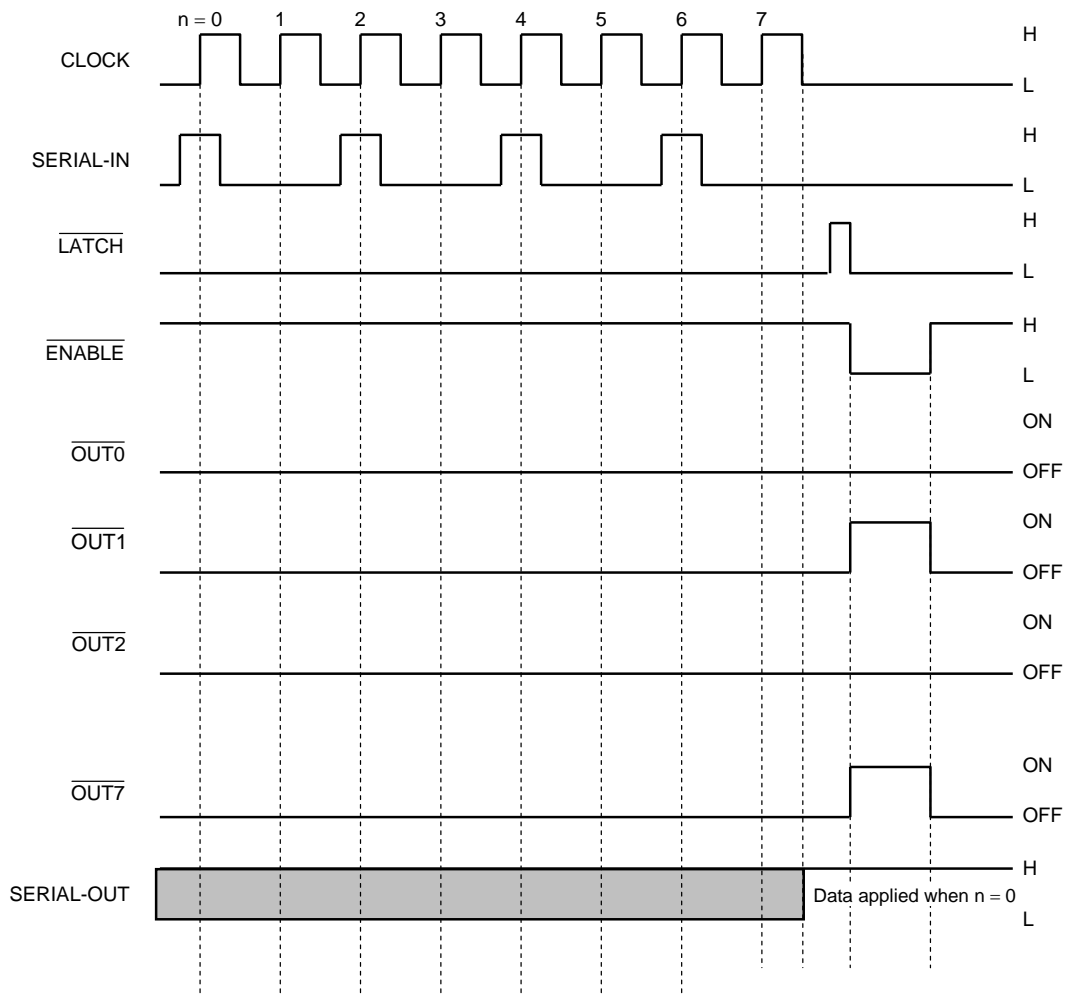 n = 0 1 2 3 4 5 6 7
CLOCK H
L
SERIAL-IN H
L
LATCH H
L
ENABLE H
L
OUT0 ON
OFF
OUT1 ON
OFF
OUT2 ON
OFF
OUT7 ON
OFF
SERIAL-OUT Data applied when n = 0 H
L